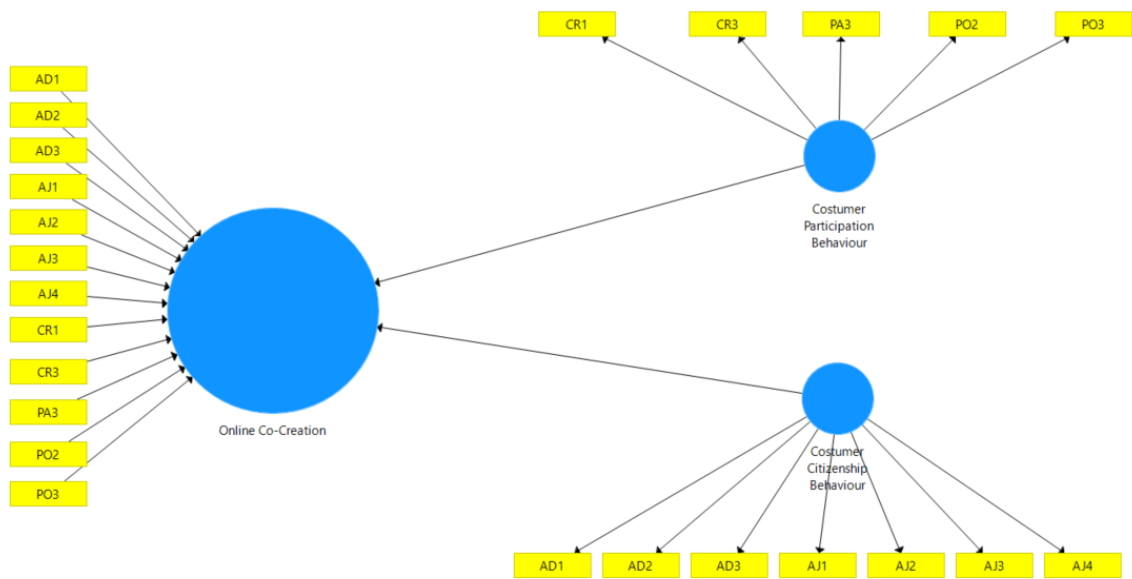 CR1
CR3
PA3
PO2
PO3
AD1
AD2
AD3
AJ1
AJ2
AJ3
AJ4
CR1
CR3
PA3
PO2
PO3
Online Co-Creation
Costumer
Participation
Behaviour
Costumer
Citizenship
Behaviour
AD1
AD2
AD3
AJ1
AJ2
AJ3
AJ4